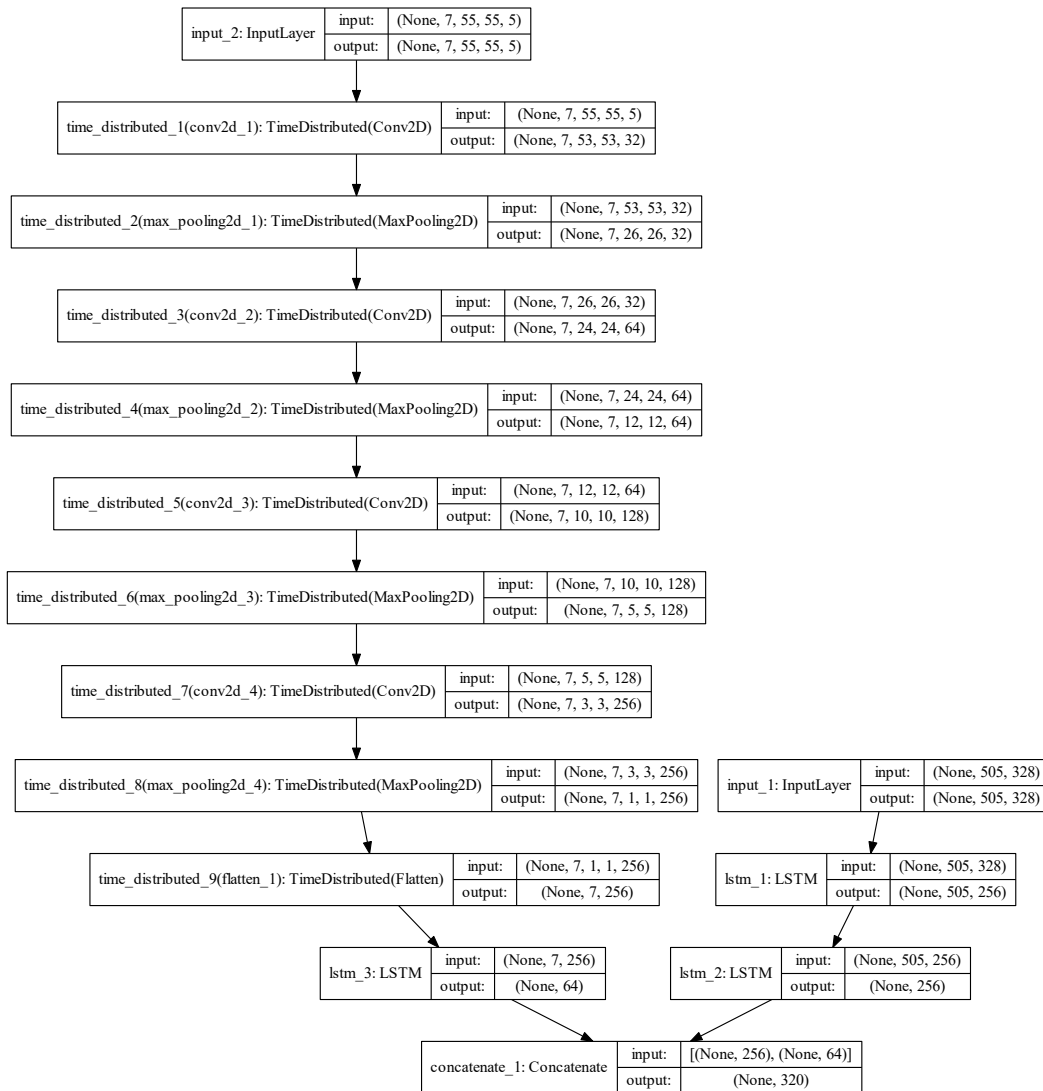 input_2: InputLayer
input: (None, 7, 55, 55, 5)
output: (None, 7, 55, 55, 5)
time_distributed_1(conv2d_1): TimeDistributed(Conv2D)
input: (None, 7, 55, 55, 5)
output: (None, 7, 53, 53, 32)
time_distributed_2(max_pooling2d_1): TimeDistributed(MaxPooling2D)
input: (None, 7, 53, 53, 32)
output: (None, 7, 26, 26, 32)
time_distributed_3(conv2d_2): TimeDistributed(Conv2D)
input: (None, 7, 26, 26, 32)
output: (None, 7, 24, 24, 64)
time_distributed_4(max_pooling2d_2): TimeDistributed(MaxPooling2D)
input: (None, 7, 24, 24, 64)
output: (None, 7, 12, 12, 64)
time_distributed_5(conv2d_3): TimeDistributed(Conv2D)
input: (None, 7, 12, 12, 64)
output: (None, 7, 10, 10, 128)
time_distributed_6(max_pooling2d_3): TimeDistributed(MaxPooling2D)
input: (None, 7, 10, 10, 128)
output: (None, 7, 5, 5, 128)
time_distributed_7(conv2d_4): TimeDistributed(Conv2D)
input: (None, 7, 5, 5, 128)
output: (None, 7, 3, 3, 256)
time_distributed_8(max_pooling2d_4): TimeDistributed(MaxPooling2D)
input: (None, 7, 3, 3, 256)
output: (None, 7, 1, 1, 256)
input_1: InputLayer
input: (None, 505, 328)
output: (None, 505, 328)
time_distributed_9(flatten_1): TimeDistributed(Flatten)
input: (None, 7, 1, 1, 256)
output: (None, 7, 256)
lstm_1: LSTM
input: (None, 505, 328)
output: (None, 505, 256)
lstm_3: LSTM
input: (None, 7, 256)
output: (None, 64)
lstm_2: LSTM
input: (None, 505, 256)
output: (None, 256)
concatenate_1: Concatenate
input: [(None, 256), (None, 64)]
output: (None, 320)